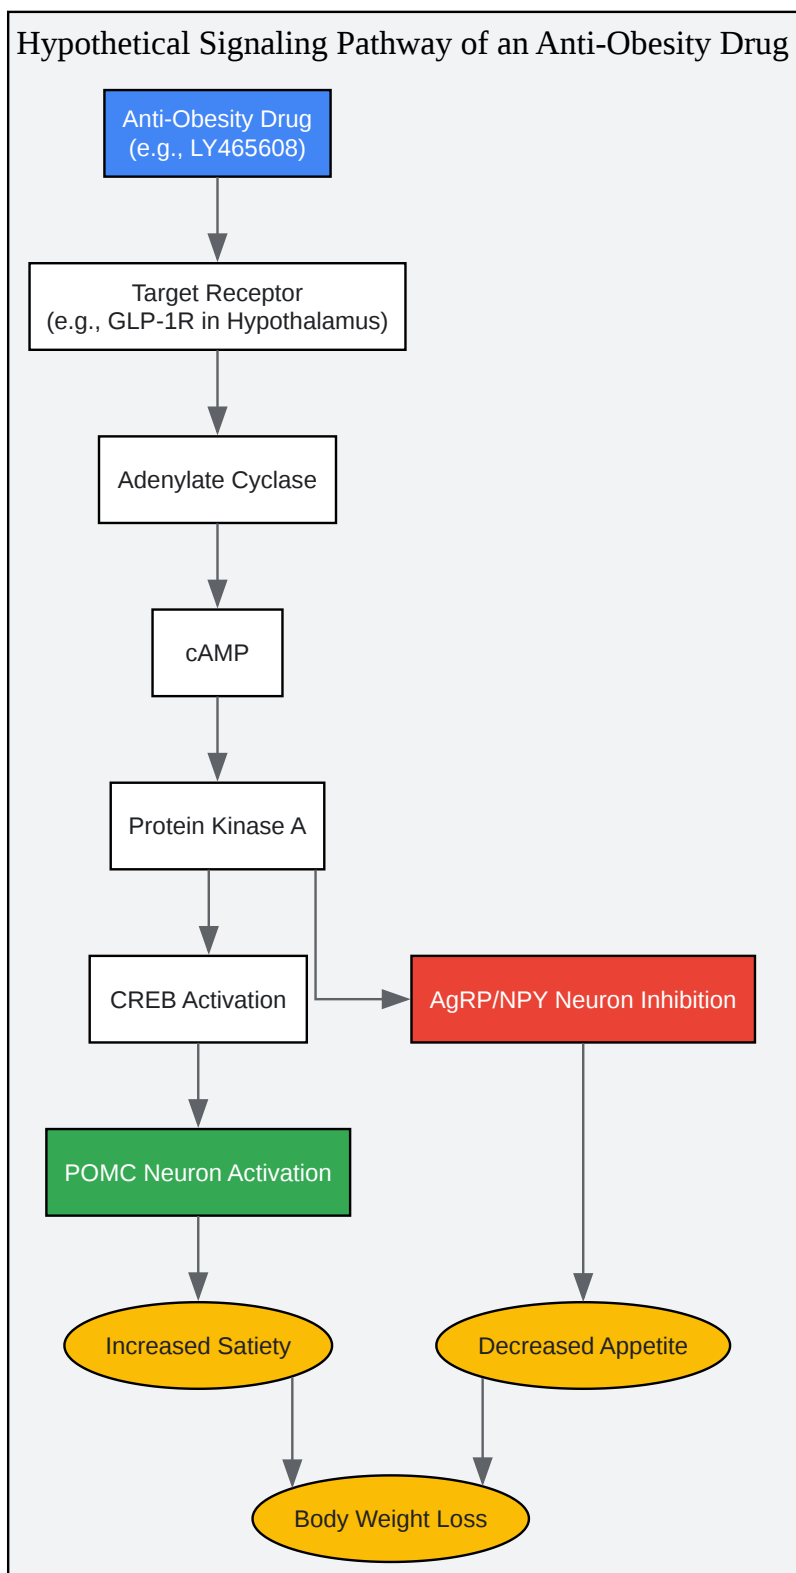 Hypothetical Signaling Pathway of an Anti-Obesity Drug
Anti-Obesity Drug
(e.g., LY465608)
Target Receptor
(e.g., GLP-1R in Hypothalamus)
Adenylate Cyclase
cAMP
Protein Kinase A
CREB Activation
AgRP/NPY Neuron Inhibition
POMC Neuron Activation
Increased Satiety
Decreased Appetite
Body Weight Loss